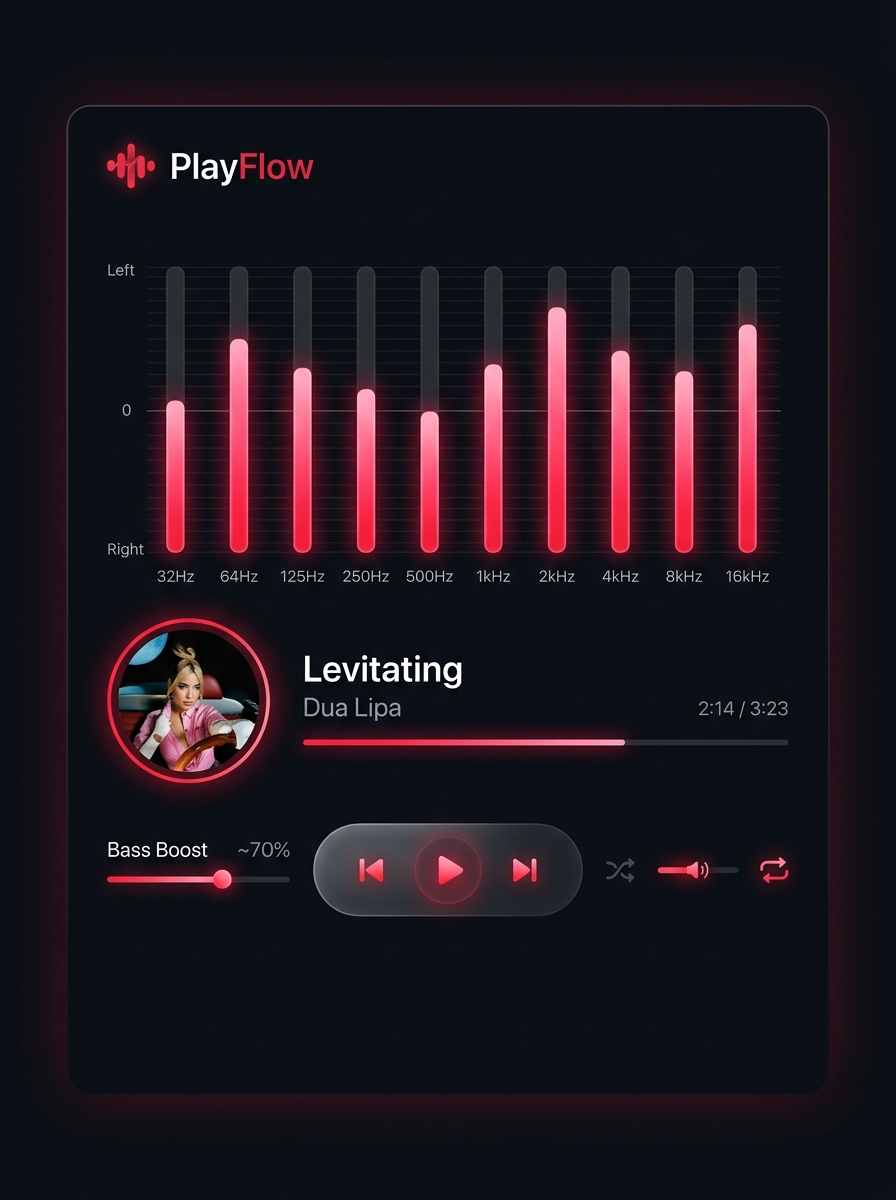 PlayFlow
Left
0
Right
32Hz 64Hz 125Hz 250Hz 500Hz 1kHz 2kHz 4kHz 8kHz 16kHz
Levitating
Dua Lipa 2:14 / 3:23
Bass Boost ~70%